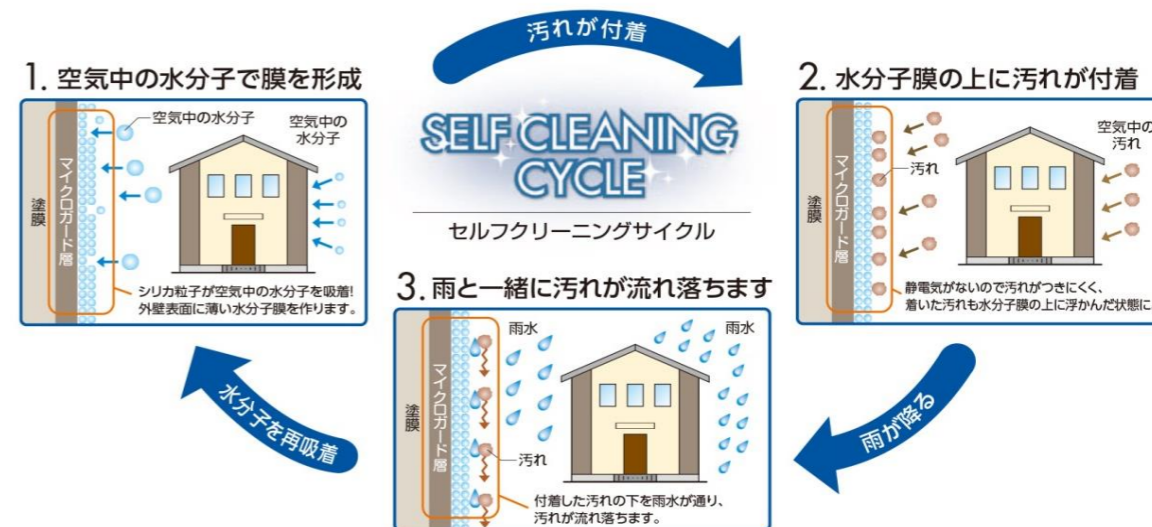 汚れが付着
1. 空気中の水分子で膜を形成
空気中の水分子
空気中の
水分子
塗膜
マイクロガード層
シリカ粒子が空気中の水分子を吸着!
外壁表面に薄い水分子膜を作ります。
SELF CLEANING
CYCLE
セルフクリーニングサイクル
2. 水分子膜の上に汚れが付着
空気中の
汚れ
汚れ
塗膜
マイクロガード層
静電気がないので汚れがつきにくく、
着いた汚れも水分子膜の上に浮かんだ状態に
雨が降る
3. 雨と一緒に汚れが流れ落ちます
雨水
雨水
塗膜
マイクロガード層
汚れ
付着した汚れの下を雨水が通り、
汚れが流れ落ちます。
水分子を再吸着